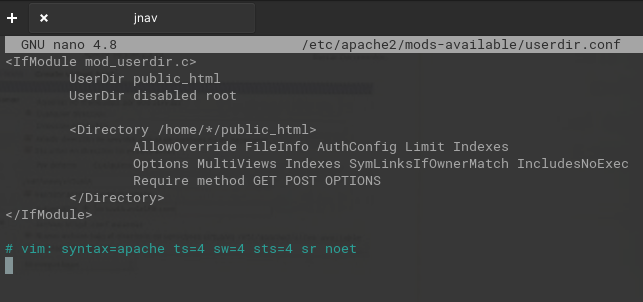 + × jnav
GNU nano 4.8 /etc/apache2/mods-available/userdir.conf
<IfModule mod_userdir.c>
UserDir public_html
UserDir disabled root
<Directory /home/*/public_html>
AllowOverride FileInfo AuthConfig Limit Indexes
Options MultiViews Indexes SymLinksIfOwnerMatch IncludesNoExec
Require method GET POST OPTIONS
</Directory>
</IfModule>
# vim: syntax=apache ts=4 sw=4 sts=4 sr noet